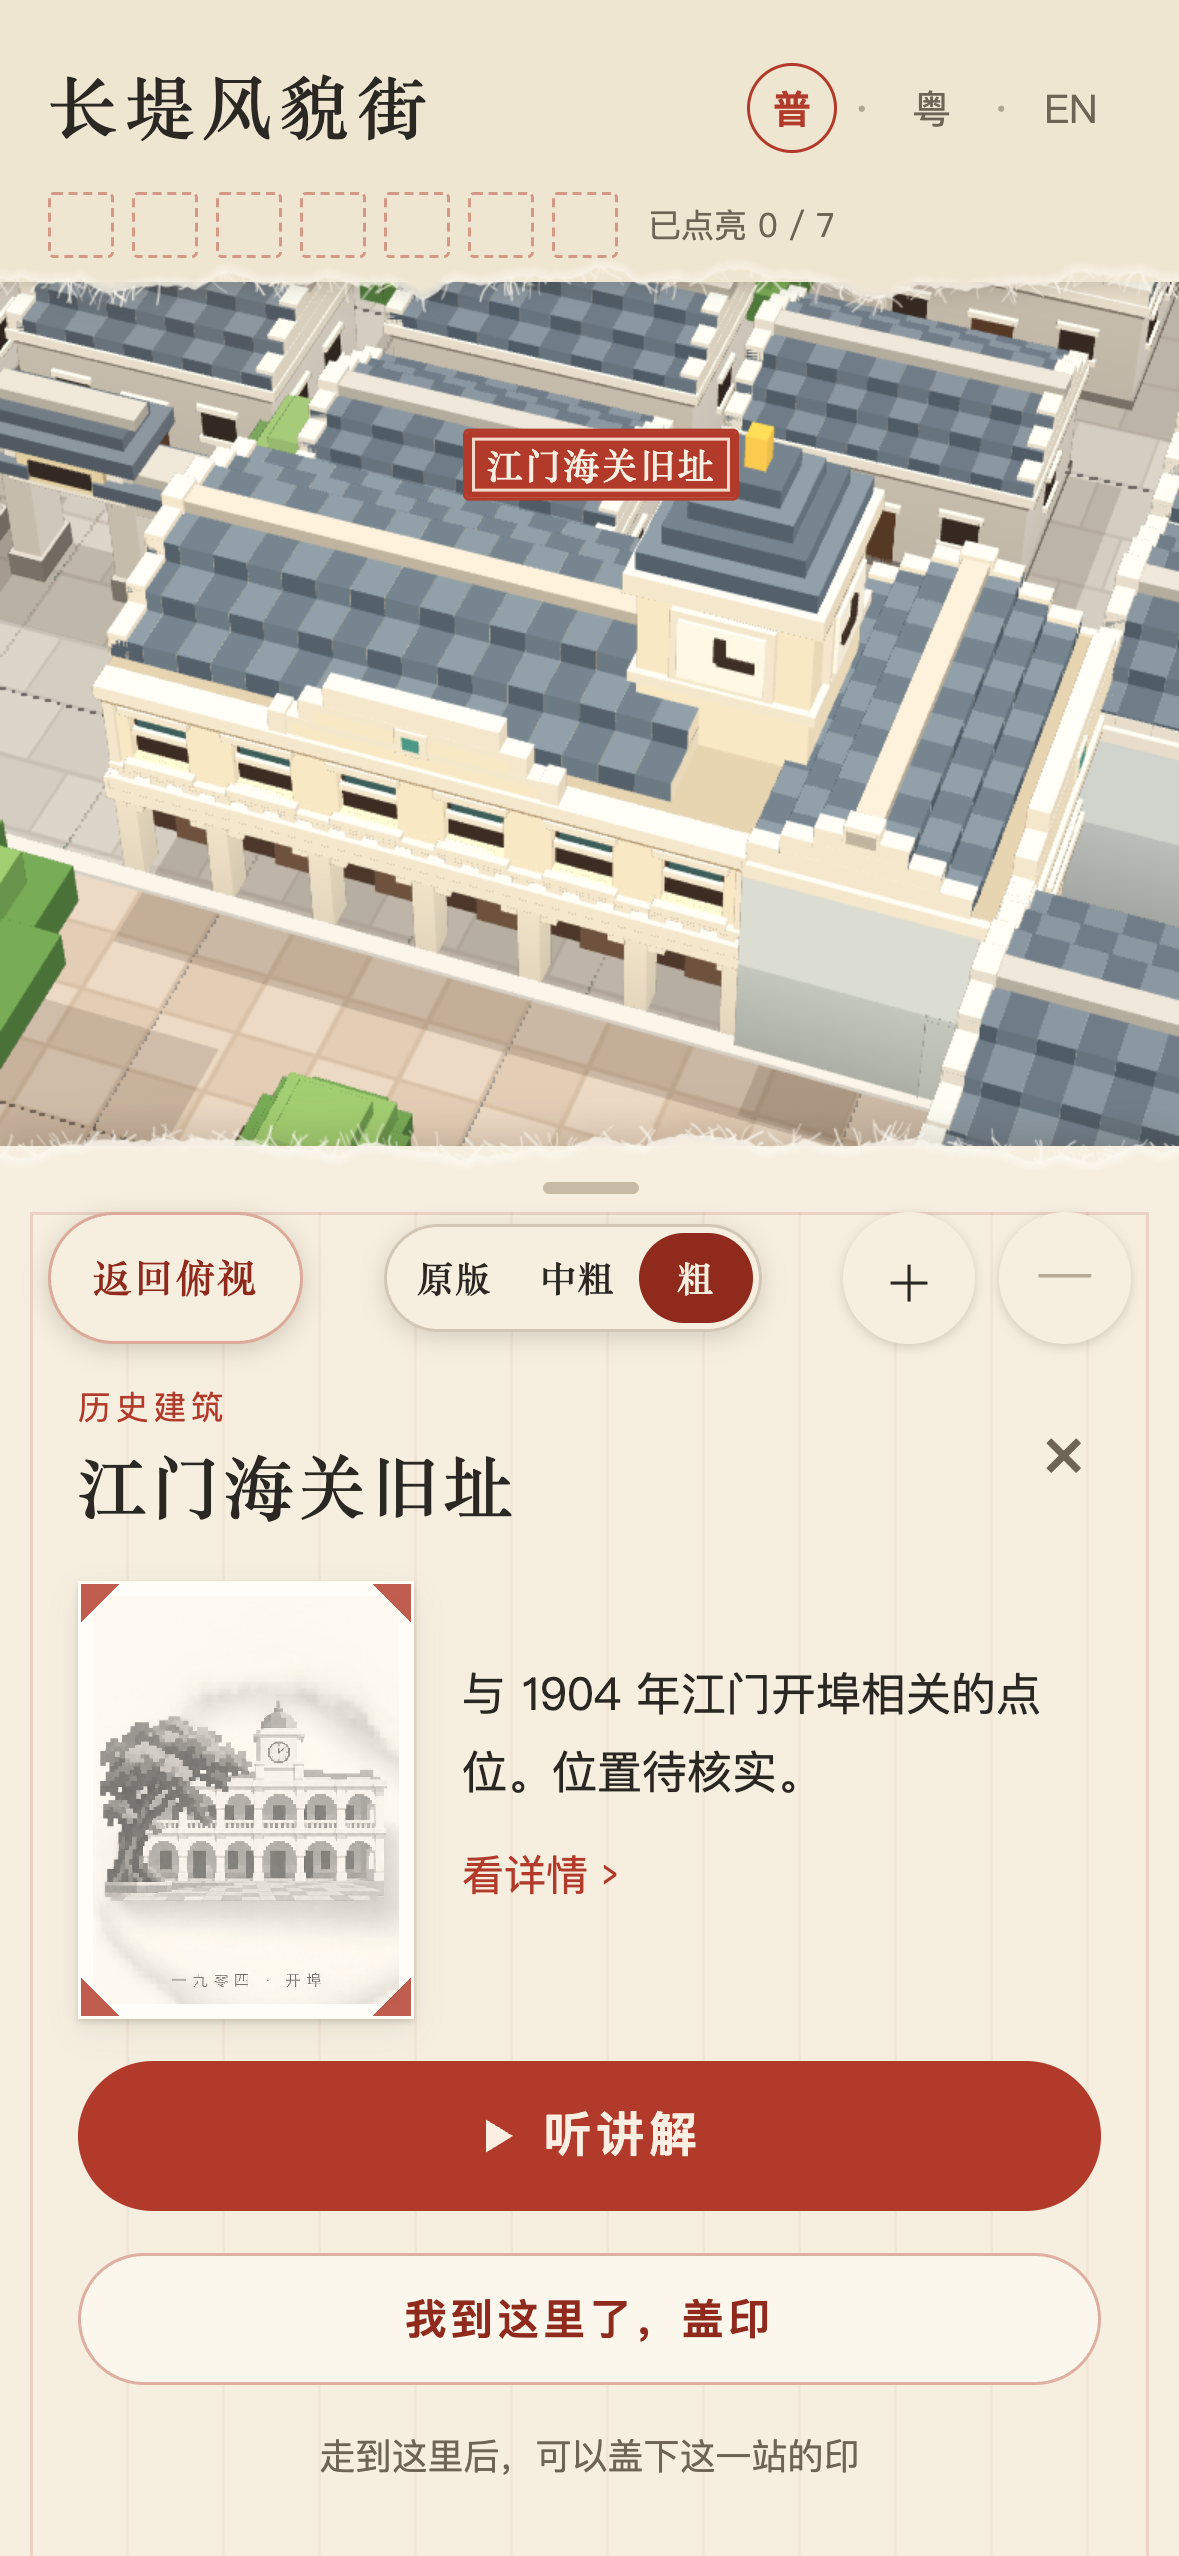 长堤风貌街
普 · 粤 · EN
已点亮 0 / 7
江门海关旧址
返回俯视
原版 中粗 粗
历史建筑
江门海关旧址
与 1904 年江门开埠相关的点
位。位置待核实。
看详情 >
一九零四 · 开埠
听讲解
我到这里了，盖印
走到这里后，可以盖下这一站的印